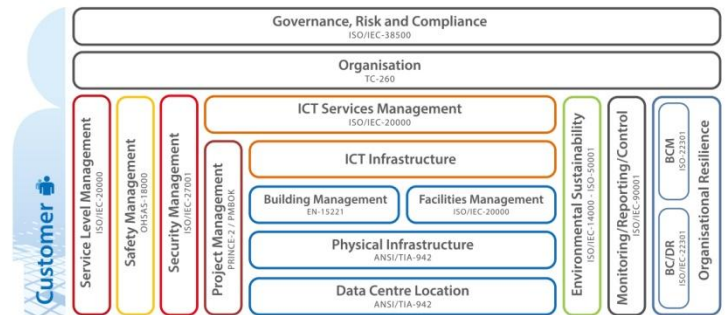 Governance, Risk and Compliance
ISO/IEC-38500
Organisation
TC-260
Customer
Service Level Management
ISO/IEC-20000
Safety Management
OHSAS-18000
Security Management
ISO/IEC-27001
ICT Services Management
ISO/IEC-20000
Project Management
PRINCE-2 / PMBOK
ICT Infrastructure
Building Management
EN-15221
Facilities Management
ISO/IEC-20000
Physical Infrastructure
ANSI/TIA-942
Data Centre Location
ANSI/TIA-942
Environmental Sustainability
ISO/IEC-14000 - ISO-50001
Monitoring/Reporting/Control
ISO/IEC-90001
BCM
ISO-22301
BC/DR
ISO/IEC-22301
Organisational Resilience